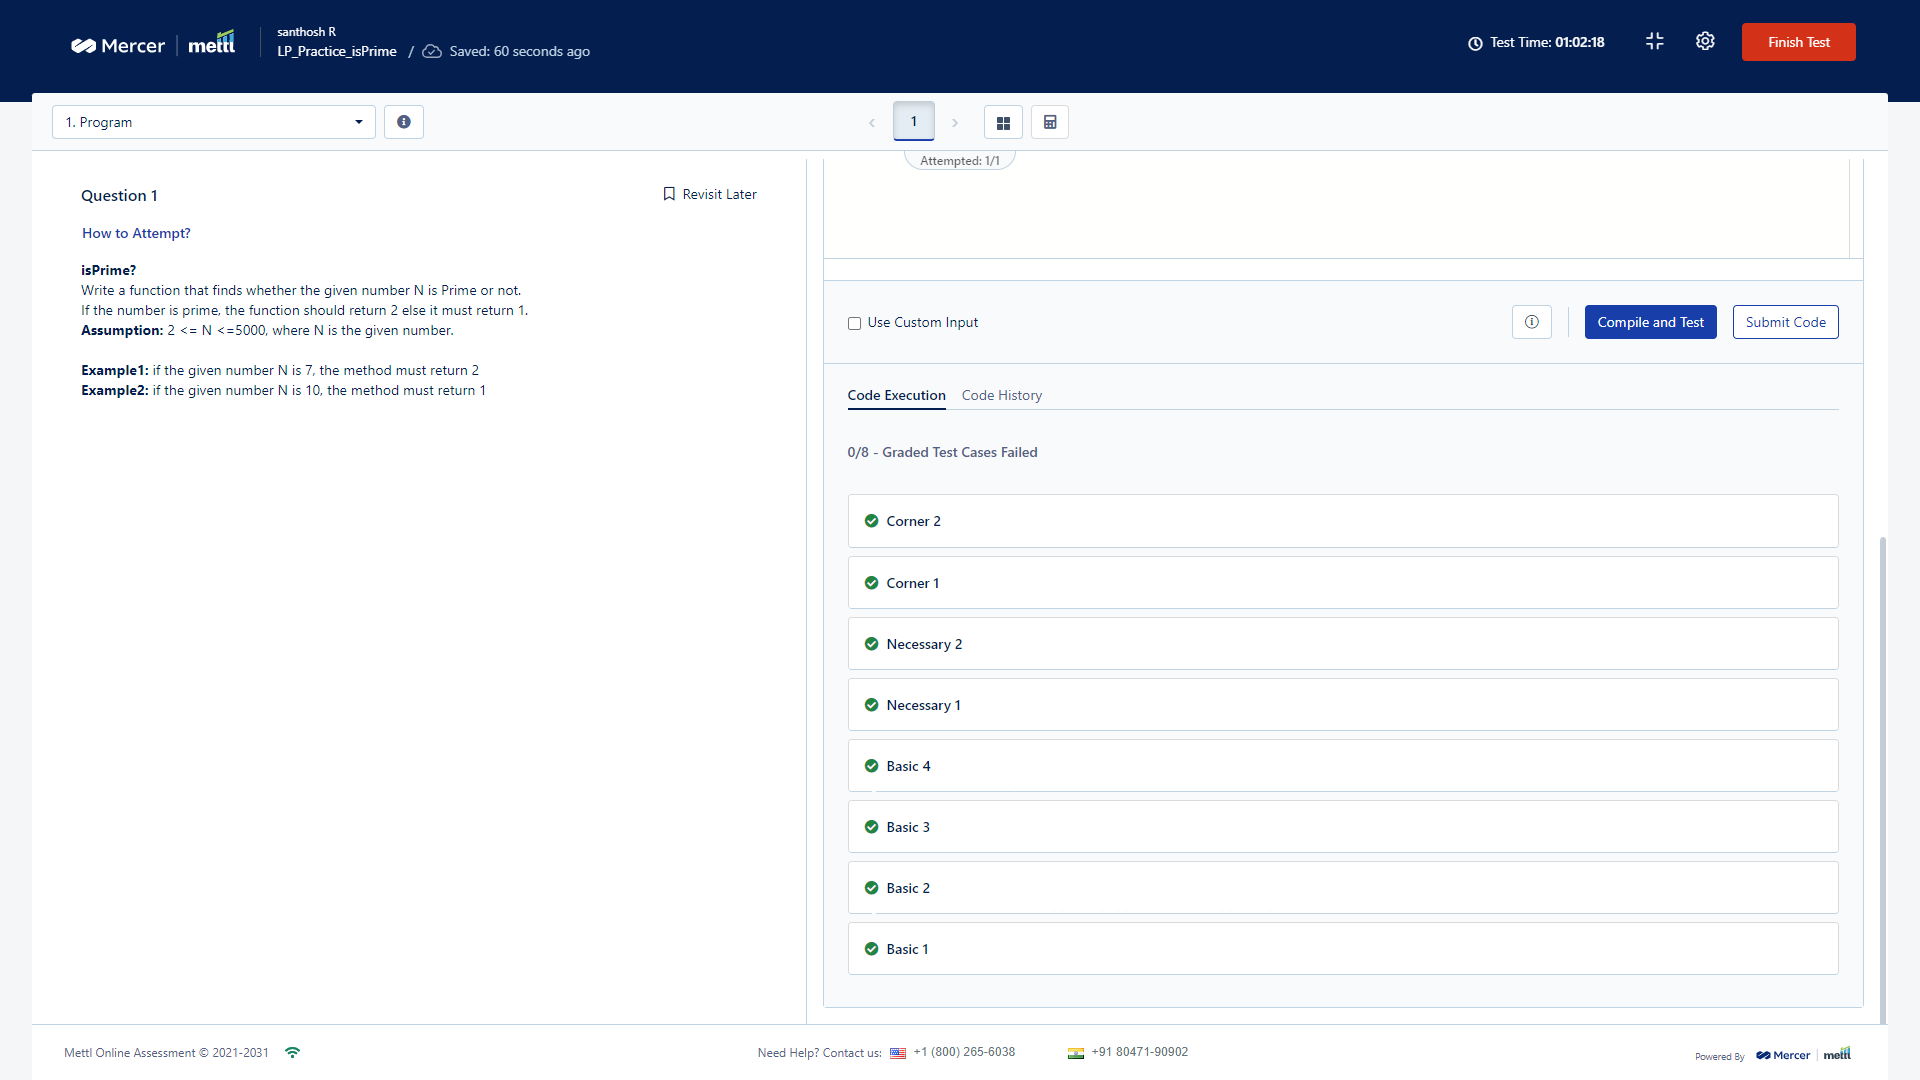 Mercer | mettl
santhosh R
LP_Practice_isPrime / Saved: 60 seconds ago
Test Time: 01:02:18
Finish Test
1. Program
1
Attempted: 1/1
Question 1
Revisit Later
How to Attempt?
isPrime?
Write a function that finds whether the given number N is Prime or not.
If the number is prime, the function should return 2 else it must return 1.
Assumption: 2 <= N <=5000, where N is the given number.
Example1: if the given number N is 7, the method must return 2
Example2: if the given number N is 10, the method must return 1
Use Custom Input
Compile and Test
Submit Code
Code Execution
Code History
0/8 - Graded Test Cases Failed
Corner 2
Corner 1
Necessary 2
Necessary 1
Basic 4
Basic 3
Basic 2
Basic 1
Mettl Online Assessment © 2021-2031
Need Help? Contact us: +1 (800) 265-6038
+91 80471-90902
Powered By Mercer | mettl